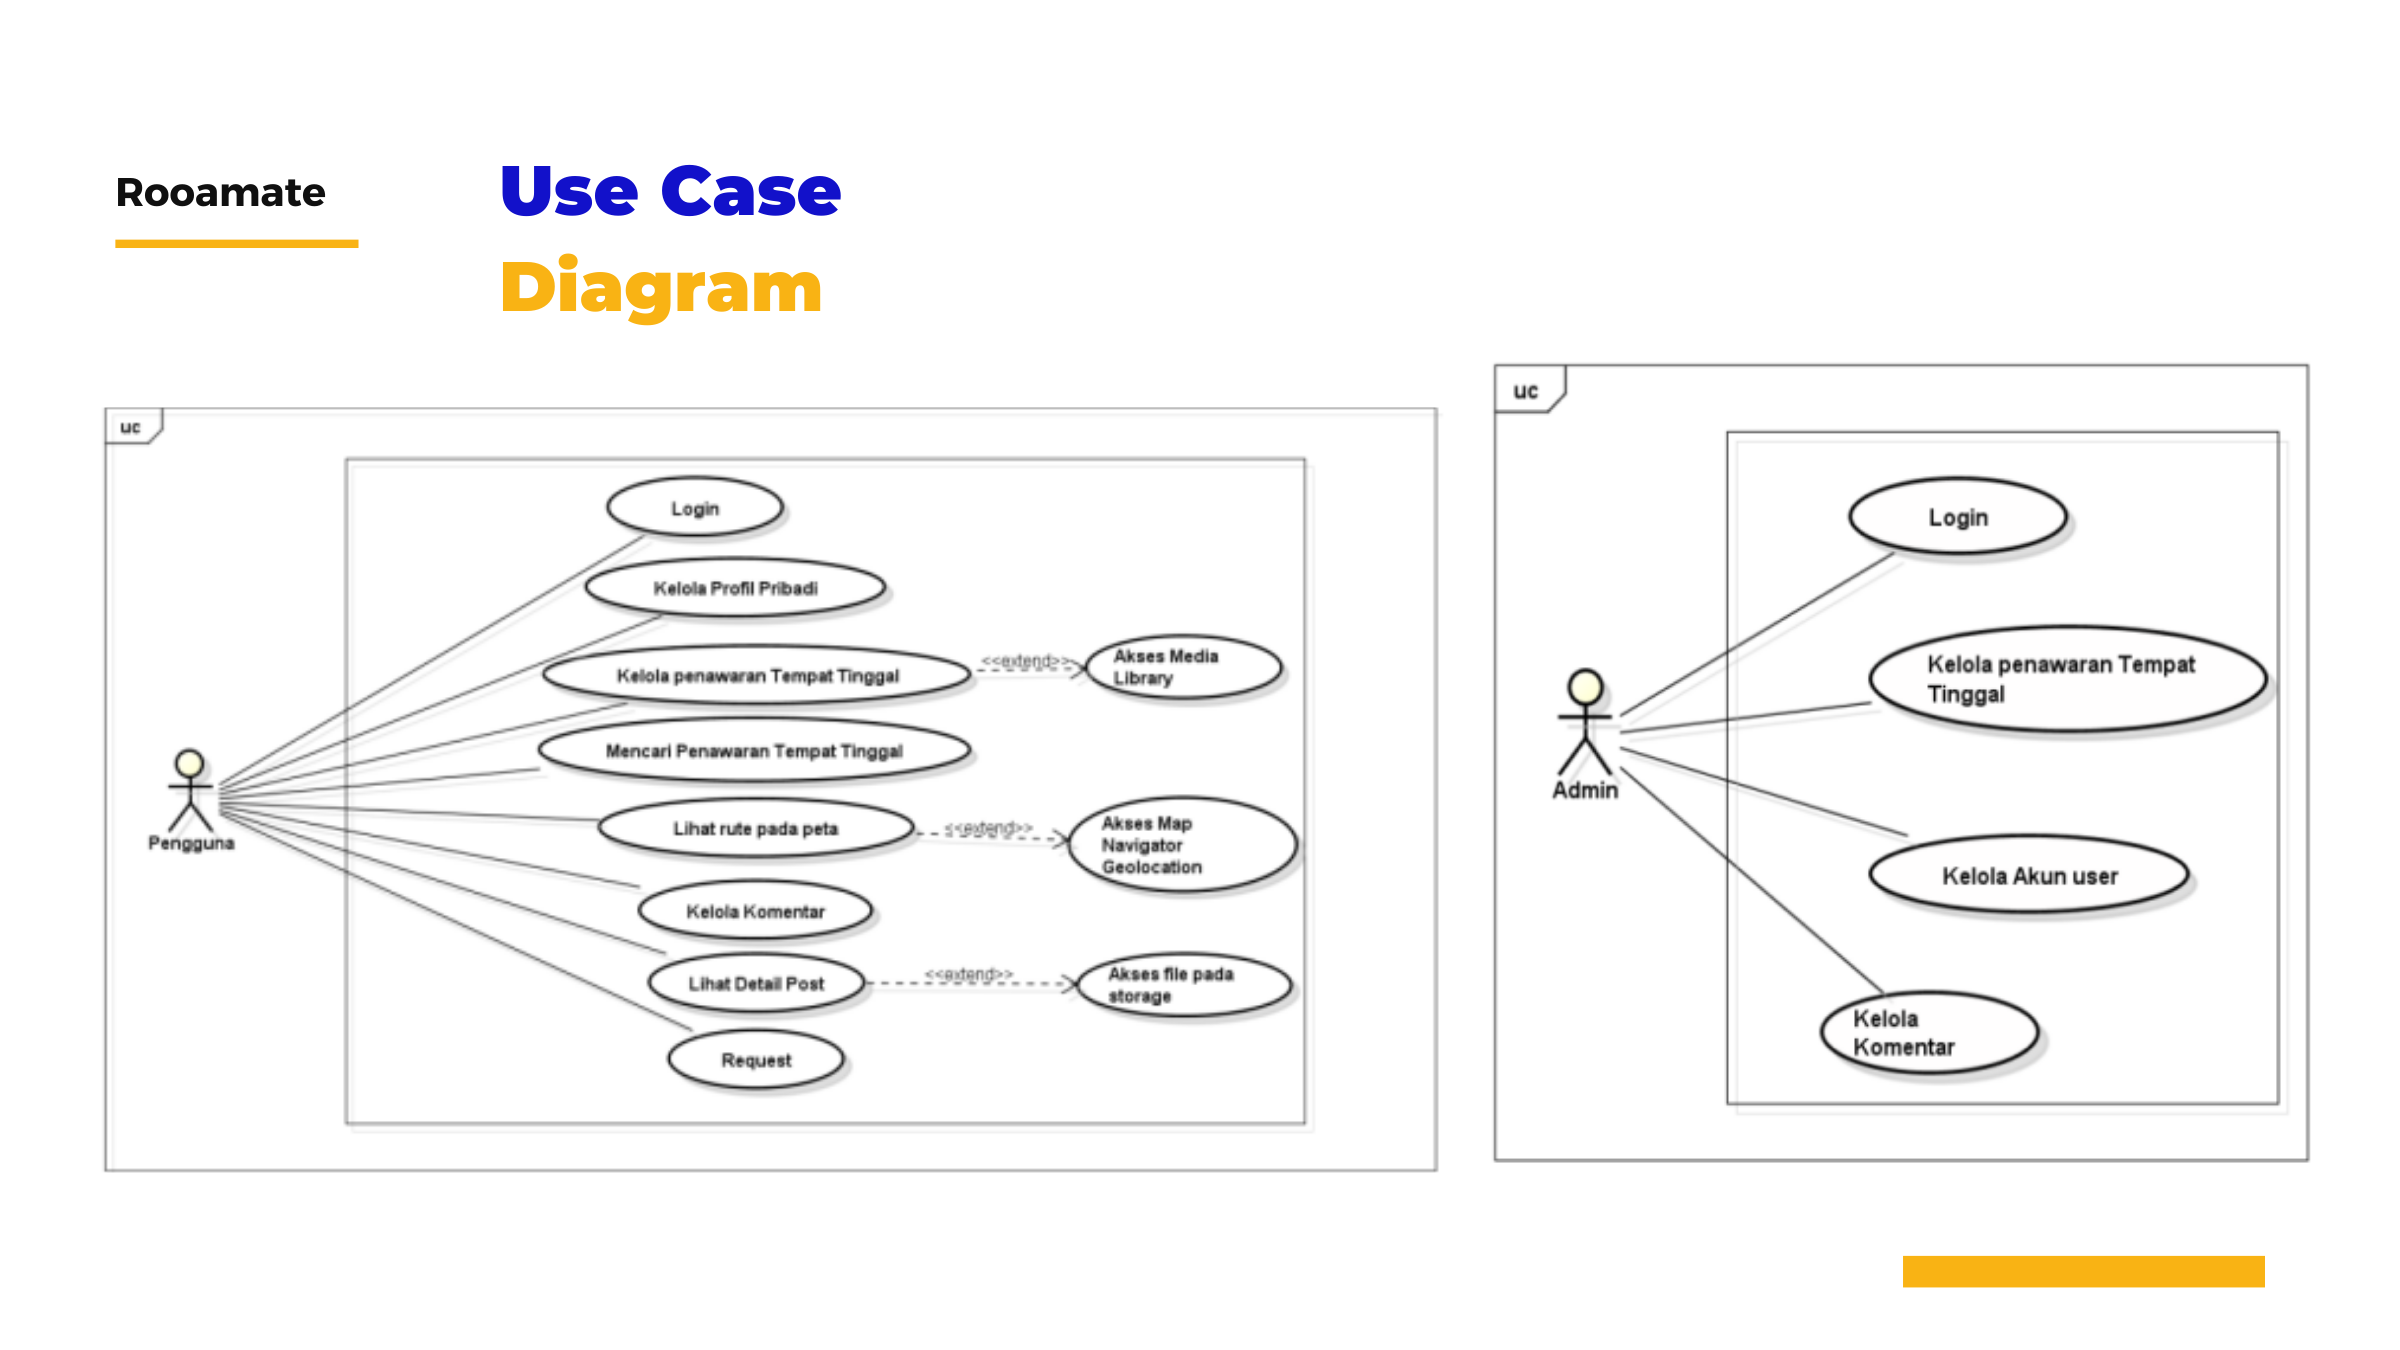 Rooamate
Use Case
Diagram
uc
Login
Kelola Profil Pribadi
Kelola penawaran Tempat Tinggal
<<extend>>
Akses Media
Library
Mencari Penawaran Tempat Tinggal
Lihat rute pada peta
<<extend>>
Akses Map
Navigator
Geolocation
Pengguna
Kelola Komentar
Lihat Detail Post
<<extend>>
Akses file pada
storage
Request
uc
Login
Kelola penawaran Tempat
Tinggal
Admin
Kelola Akun user
Kelola
Komentar